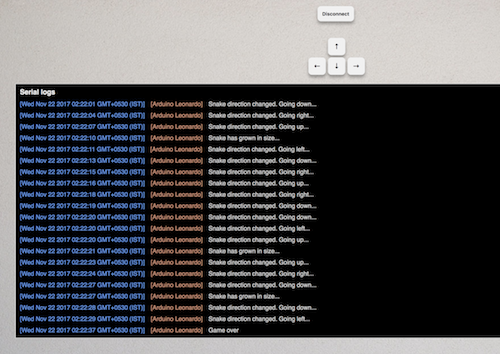 Disconnect
↑
← ↓ →
Serial logs
[Wed Nov 22 2017 02:22:01 GMT+0530 (IST)] [Arduino Leonardo] Snake direction changed. Going down...
[Wed Nov 22 2017 02:22:04 GMT+0530 (IST)] [Arduino Leonardo] Snake direction changed. Going right...
[Wed Nov 22 2017 02:22:07 GMT+0530 (IST)] [Arduino Leonardo] Snake direction changed. Going up...
[Wed Nov 22 2017 02:22:10 GMT+0530 (IST)] [Arduino Leonardo] Snake has grown in size...
[Wed Nov 22 2017 02:22:11 GMT+0530 (IST)] [Arduino Leonardo] Snake direction changed. Going left...
[Wed Nov 22 2017 02:22:13 GMT+0530 (IST)] [Arduino Leonardo] Snake direction changed. Going down...
[Wed Nov 22 2017 02:22:15 GMT+0530 (IST)] [Arduino Leonardo] Snake direction changed. Going right...
[Wed Nov 22 2017 02:22:16 GMT+0530 (IST)] [Arduino Leonardo] Snake direction changed. Going up...
[Wed Nov 22 2017 02:22:18 GMT+0530 (IST)] [Arduino Leonardo] Snake direction changed. Going right...
[Wed Nov 22 2017 02:22:19 GMT+0530 (IST)] [Arduino Leonardo] Snake direction changed. Going down...
[Wed Nov 22 2017 02:22:20 GMT+0530 (IST)] [Arduino Leonardo] Snake direction changed. Going down...
[Wed Nov 22 2017 02:22:20 GMT+0530 (IST)] [Arduino Leonardo] Snake direction changed. Going left...
[Wed Nov 22 2017 02:22:20 GMT+0530 (IST)] [Arduino Leonardo] Snake direction changed. Going up...
[Wed Nov 22 2017 02:22:21 GMT+0530 (IST)] [Arduino Leonardo] Snake has grown in size...
[Wed Nov 22 2017 02:22:23 GMT+0530 (IST)] [Arduino Leonardo] Snake direction changed. Going up...
[Wed Nov 22 2017 02:22:24 GMT+0530 (IST)] [Arduino Leonardo] Snake direction changed. Going right...
[Wed Nov 22 2017 02:22:27 GMT+0530 (IST)] [Arduino Leonardo] Snake direction changed. Going down...
[Wed Nov 22 2017 02:22:27 GMT+0530 (IST)] [Arduino Leonardo] Snake has grown in size...
[Wed Nov 22 2017 02:22:28 GMT+0530 (IST)] [Arduino Leonardo] Snake direction changed. Going down...
[Wed Nov 22 2017 02:22:29 GMT+0530 (IST)] [Arduino Leonardo] Snake direction changed. Going left...
[Wed Nov 22 2017 02:22:37 GMT+0530 (IST)] [Arduino Leonardo] Game over